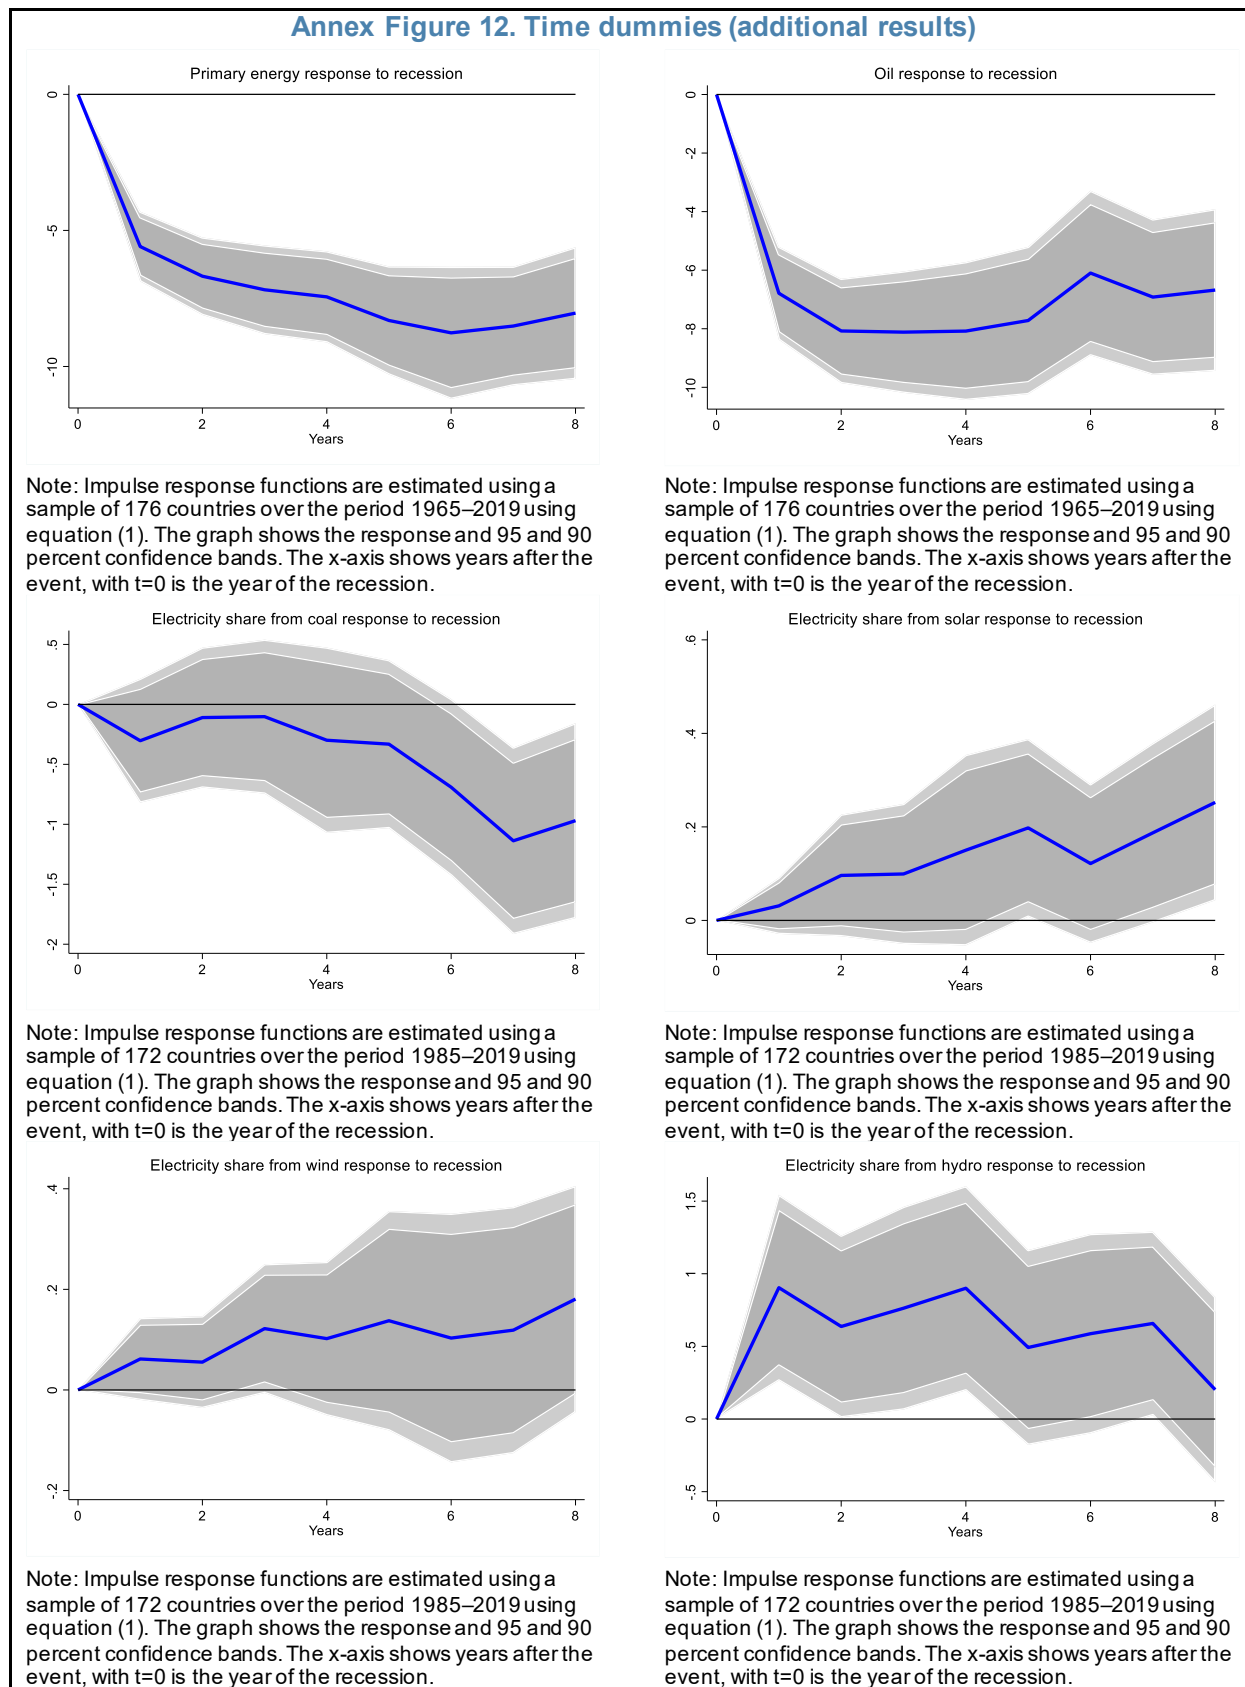 Annex Figure 12. Time dummies (additional results)
Primary energy response to recession
0
-5
-10
0 2 4 6 8
Years
Note: Impulse response functions are estimated using a
sample of 176 countries over the period 1965–2019 using
equation (1). The graph shows the response and 95 and 90
percent confidence bands. The x-axis shows years after the
event, with t=0 is the year of the recession.
Oil response to recession
0
-2
-4
-6
-8
-10
0 2 4 6 8
Years
Note: Impulse response functions are estimated using a
sample of 176 countries over the period 1965–2019 using
equation (1). The graph shows the response and 95 and 90
percent confidence bands. The x-axis shows years after the
event, with t=0 is the year of the recession.
Electricity share from coal response to recession
.5
0
-.5
-1
-1.5
-2
0 2 4 6 8
Years
Note: Impulse response functions are estimated using a
sample of 172 countries over the period 1985–2019 using
equation (1). The graph shows the response and 95 and 90
percent confidence bands. The x-axis shows years after the
event, with t=0 is the year of the recession.
Electricity share from solar response to recession
.6
.4
.2
0
0 2 4 6 8
Years
Note: Impulse response functions are estimated using a
sample of 172 countries over the period 1985–2019 using
equation (1). The graph shows the response and 95 and 90
percent confidence bands. The x-axis shows years after the
event, with t=0 is the year of the recession.
Electricity share from wind response to recession
.4
.2
0
-.2
0 2 4 6 8
Years
Note: Impulse response functions are estimated using a
sample of 172 countries over the period 1985–2019 using
equation (1). The graph shows the response and 95 and 90
percent confidence bands. The x-axis shows years after the
event, with t=0 is the year of the recession.
Electricity share from hydro response to recession
1.5
1
.5
0
-.5
0 2 4 6 8
Years
Note: Impulse response functions are estimated using a
sample of 172 countries over the period 1985–2019 using
equation (1). The graph shows the response and 95 and 90
percent confidence bands. The x-axis shows years after the
event, with t=0 is the year of the recession.